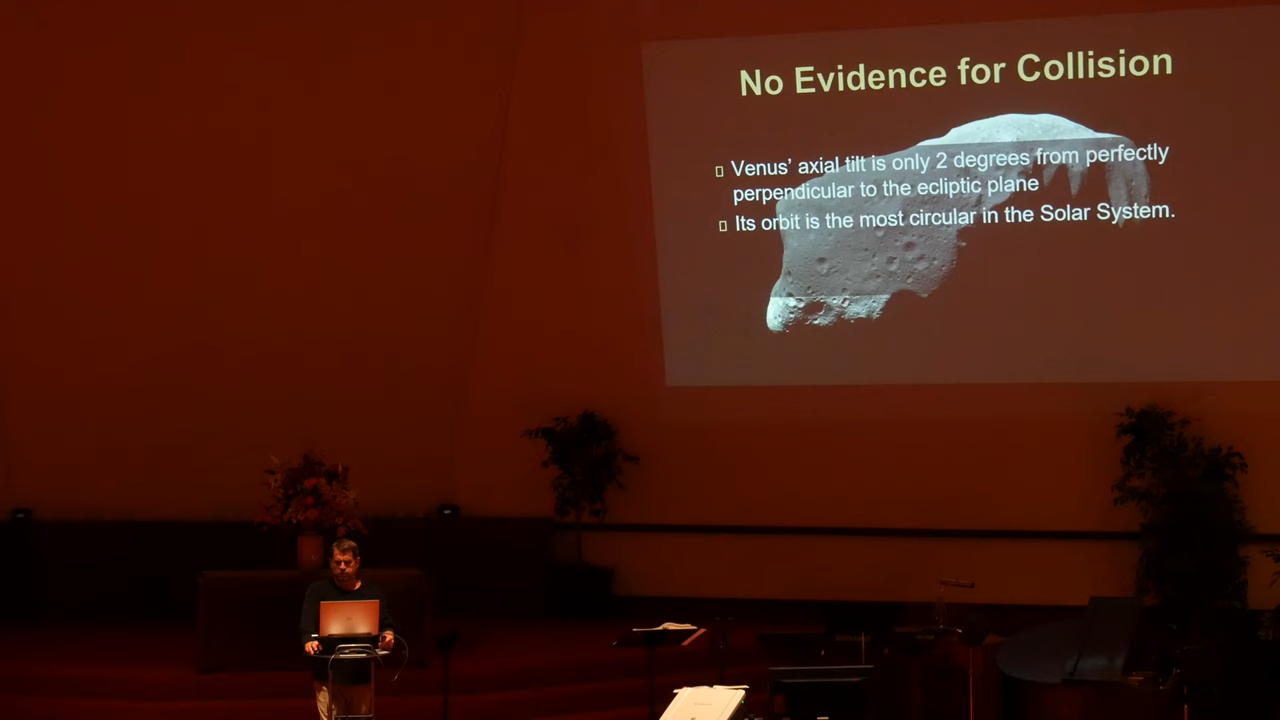 No Evidence for Collision
▯ Venus’ axial tilt is only 2 degrees from perfectly
perpendicular to the ecliptic plane
▯ Its orbit is the most circular in the Solar System.